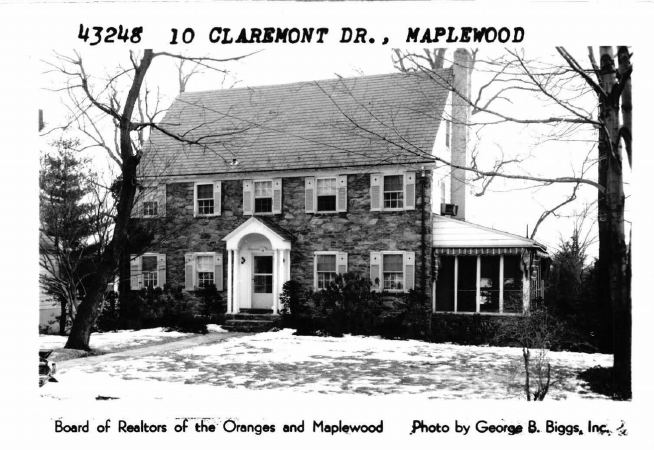 43248 10 CLAREMONT DR., MAPLEWOOD
Board of Realtors of the Oranges and Maplewood Photo by George B. Biggs, Inc.